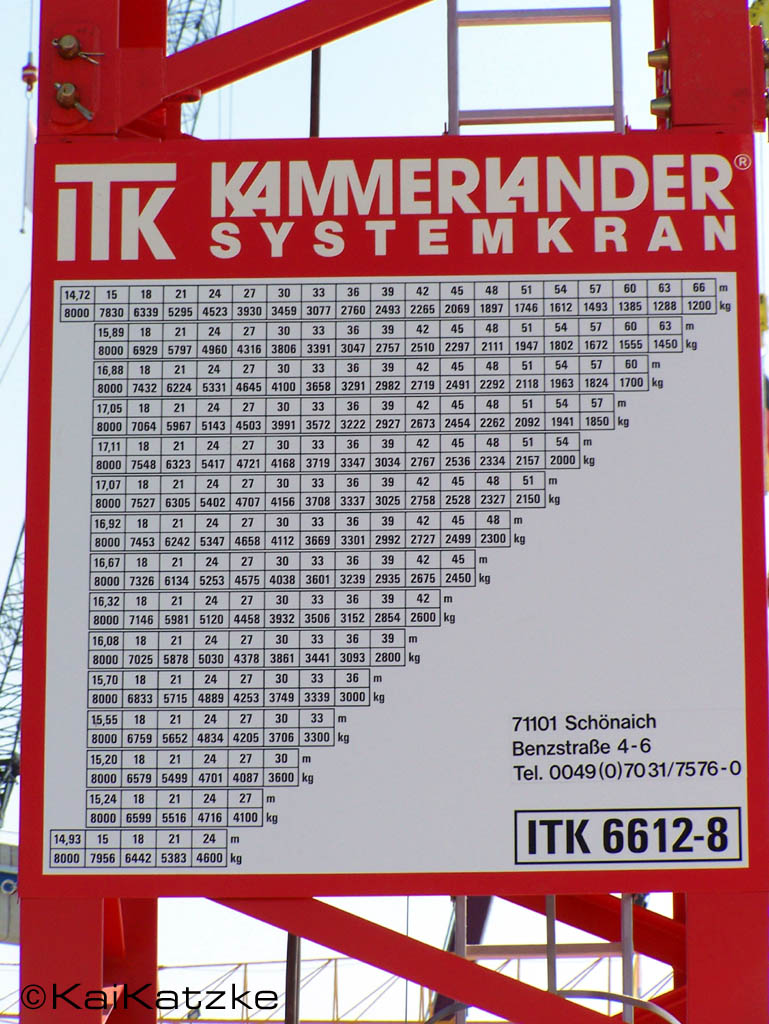 ITK KAMMERLANDER®
SYSTEMKRAN
14,72 15 18 21 24 27 30 33 36 39 42 45 48 51 54 57 60 63 66 m
8000 7830 6339 5295 4523 3930 3459 3077 2760 2493 2265 2069 1897 1746 1612 1493 1385 1288 1200 kg
15,89 18 21 24 27 30 33 36 39 42 45 48 51 54 57 60 63 m
8000 6929 5797 4960 4316 3806 3391 3047 2757 2510 2297 2111 1947 1802 1672 1555 1450 kg
16,88 18 21 24 27 30 33 36 39 42 45 48 51 54 57 60 m
8000 7432 6224 5331 4645 4100 3658 3291 2982 2719 2491 2292 2118 1963 1824 1700 kg
17,05 18 21 24 27 30 33 36 39 42 45 48 51 54 57 m
8000 7064 5967 5143 4503 3991 3572 3222 2927 2673 2454 2262 2092 1941 1850 kg
17,11 18 21 24 27 30 33 36 39 42 45 48 51 54 m
8000 7548 6323 5417 4721 4168 3719 3347 3034 2767 2536 2334 2157 2000 kg
17,07 18 21 24 27 30 33 36 39 42 45 48 51 m
8000 7527 6305 5402 4707 4156 3708 3337 3025 2758 2528 2327 2150 kg
16,92 18 21 24 27 30 33 36 39 42 45 48 m
8000 7453 6242 5347 4658 4112 3669 3301 2992 2727 2499 2300 kg
16,67 18 21 24 27 30 33 36 39 42 45 m
8000 7326 6134 5253 4575 4038 3601 3239 2935 2675 2450 kg
16,32 18 21 24 27 30 33 36 39 42 m
8000 7146 5981 5120 4458 3932 3506 3152 2854 2600 kg
16,08 18 21 24 27 30 33 36 39 m
8000 7025 5878 5030 4378 3861 3441 3093 2800 kg
15,70 18 21 24 27 30 33 36 m
8000 6833 5715 4889 4253 3749 3339 3000 kg
15,55 18 21 24 27 30 33 m
8000 6759 5652 4834 4205 3706 3300 kg
15,20 18 21 24 27 30 m
8000 6579 5499 4701 4087 3600 kg
15,24 18 21 24 27 m
8000 6599 5516 4716 4100 kg
14,93 15 18 21 24 m
8000 7956 6442 5383 4600 kg
71101 Schönaich
Benzstraße 4-6
Tel. 0049(0)7031/7576-0
ITK 6612-8
©KaiKatzke